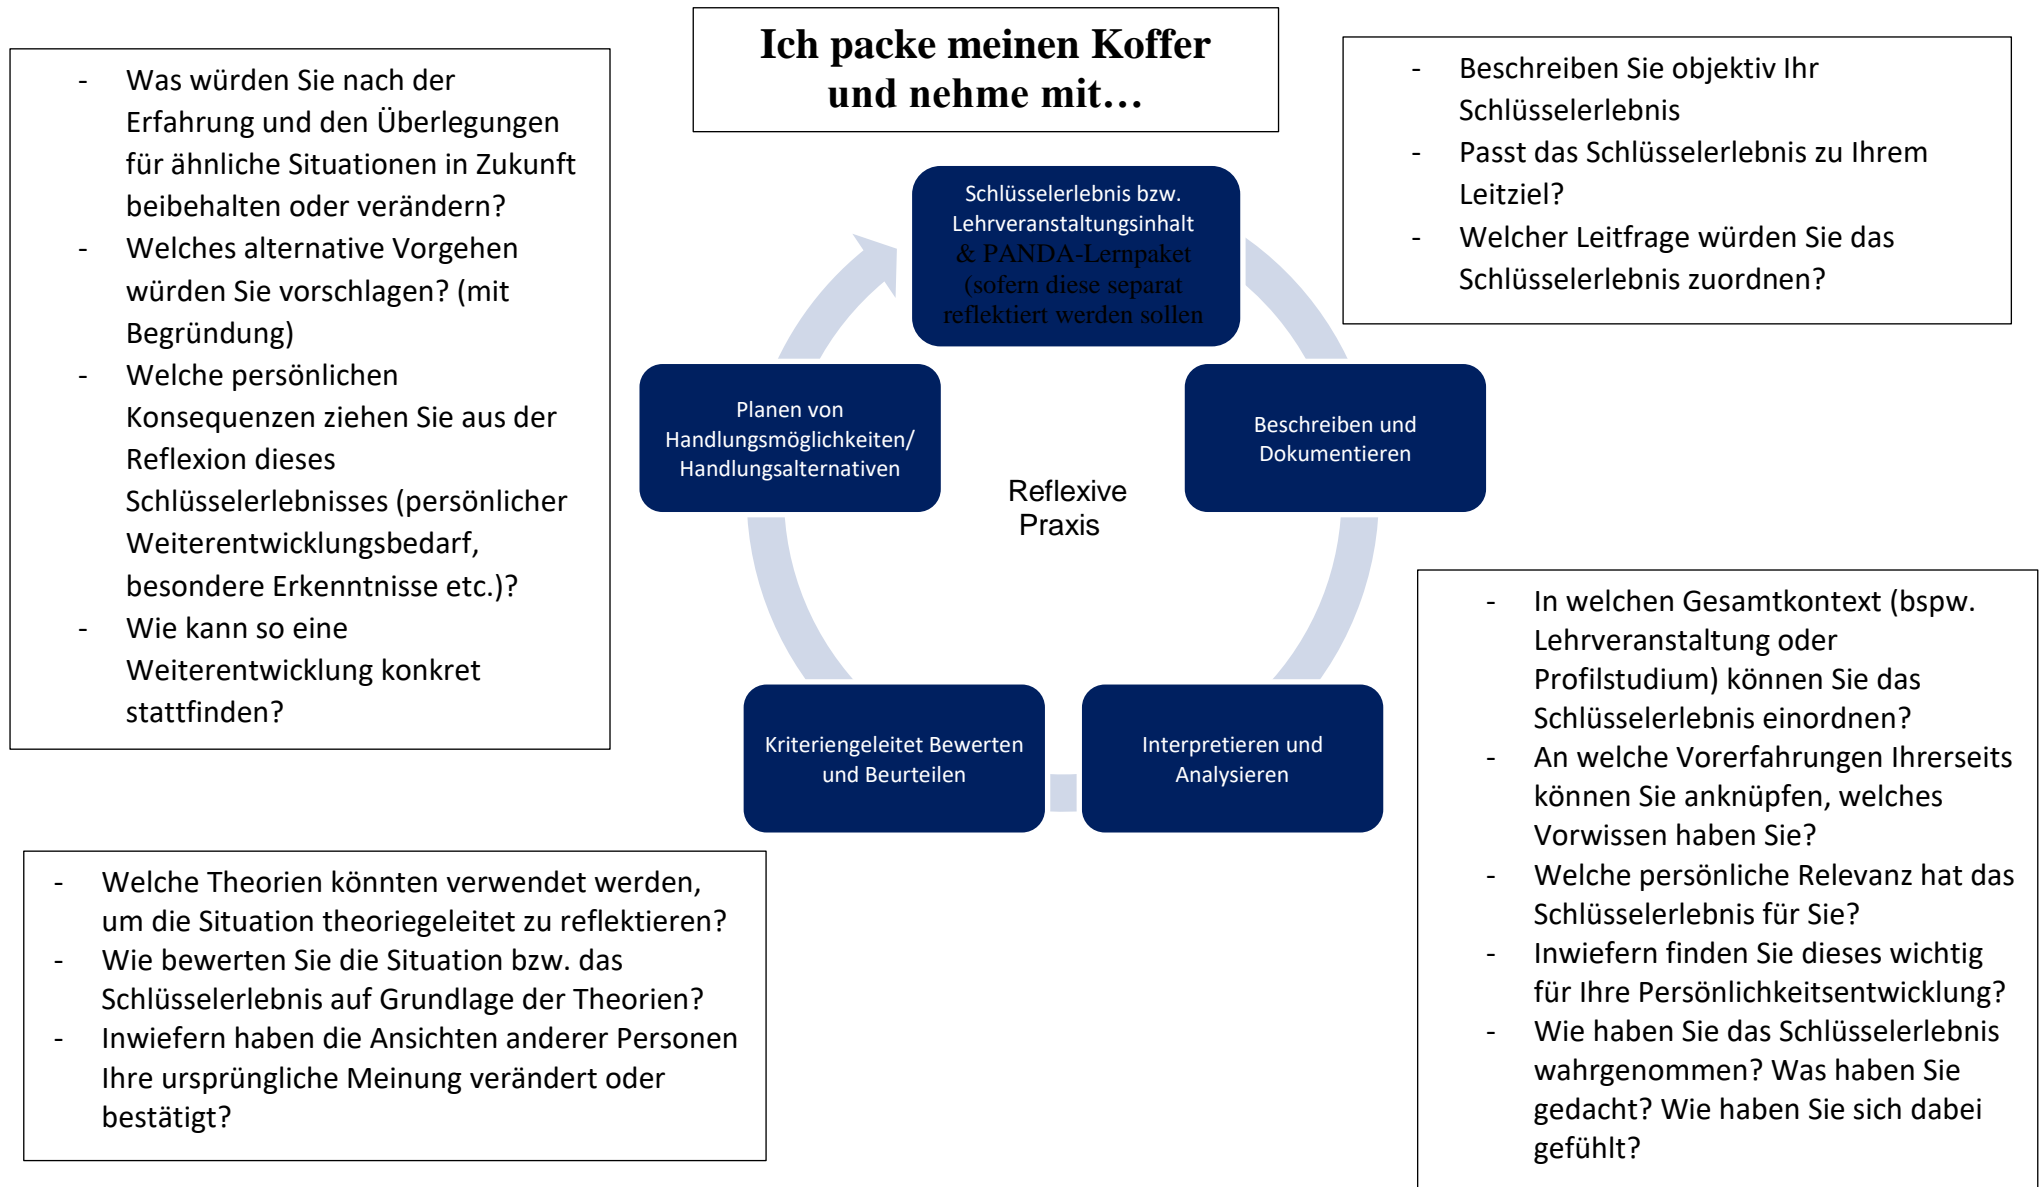 Ich packe meinen Koffer
und nehme mit…
- Was würden Sie nach der
Erfahrung und den Überlegungen
für ähnliche Situationen in Zukunft
beibehalten oder verändern?
- Welches alternative Vorgehen
würden Sie vorschlagen? (mit
Begründung)
- Welche persönlichen
Konsequenzen ziehen Sie aus der
Reflexion dieses
Schlüsselerlebnisses (persönlicher
Weiterentwicklungsbedarf,
besondere Erkenntnisse etc.)?
- Wie kann so eine
Weiterentwicklung konkret
stattfinden?
Schlüsselerlebnis bzw.
Lehrveranstaltungsinhalt
& PANDA-Lernpaket
(sofern diese separat
reflektiert werden sollen
- Beschreiben Sie objektiv Ihr
Schlüsselerlebnis
- Passt das Schlüsselerlebnis zu Ihrem
Leitziel?
- Welcher Leitfrage würden Sie das
Schlüsselerlebnis zuordnen?
Planen von
Handlungsmöglichkeiten/
Handlungsalternativen
Reflexive
Praxis
Beschreiben und
Dokumentieren
Kriteriengeleitet Bewerten
und Beurteilen
Interpretieren und
Analysieren
- In welchen Gesamtkontext (bspw.
Lehrveranstaltung oder
Profilstudium) können Sie das
Schlüsselerlebnis einordnen?
- An welche Vorerfahrungen Ihrerseits
können Sie anknüpfen, welches
Vorwissen haben Sie?
- Welche persönliche Relevanz hat das
Schlüsselerlebnis für Sie?
- Inwiefern finden Sie dieses wichtig
für Ihre Persönlichkeitsentwicklung?
- Wie haben Sie das Schlüsselerlebnis
wahrgenommen? Was haben Sie
gedacht? Wie haben Sie sich dabei
gefühlt?
- Welche Theorien könnten verwendet werden,
um die Situation theoriegeleitet zu reflektieren?
- Wie bewerten Sie die Situation bzw. das
Schlüsselerlebnis auf Grundlage der Theorien?
- Inwiefern haben die Ansichten anderer Personen
Ihre ursprüngliche Meinung verändert oder
bestätigt?